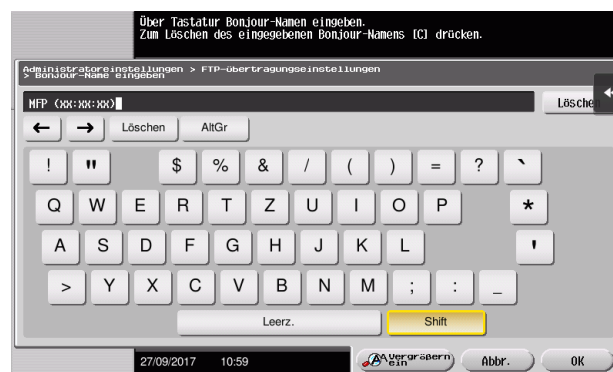 Über Tastatur Bonjour-Namen eingeben.
Zum Löschen des eingegebenen Bonjour-Namens [C] drücken.
Administratoreinstellungen > FTP-Übertragungseinstellungen
> Bonjour-Name eingeben
MFP (xx:xx:xx) Löschen
← → Löschen AltGr
! " $ % & / ( ) = ? `
Q W E R T Z U I O P *
A S D F G H J K L '
> Y X C V B N M ; : _
Leerz. Shift
27/09/2017 10:59 Vergrößern Abbr. OK
ein